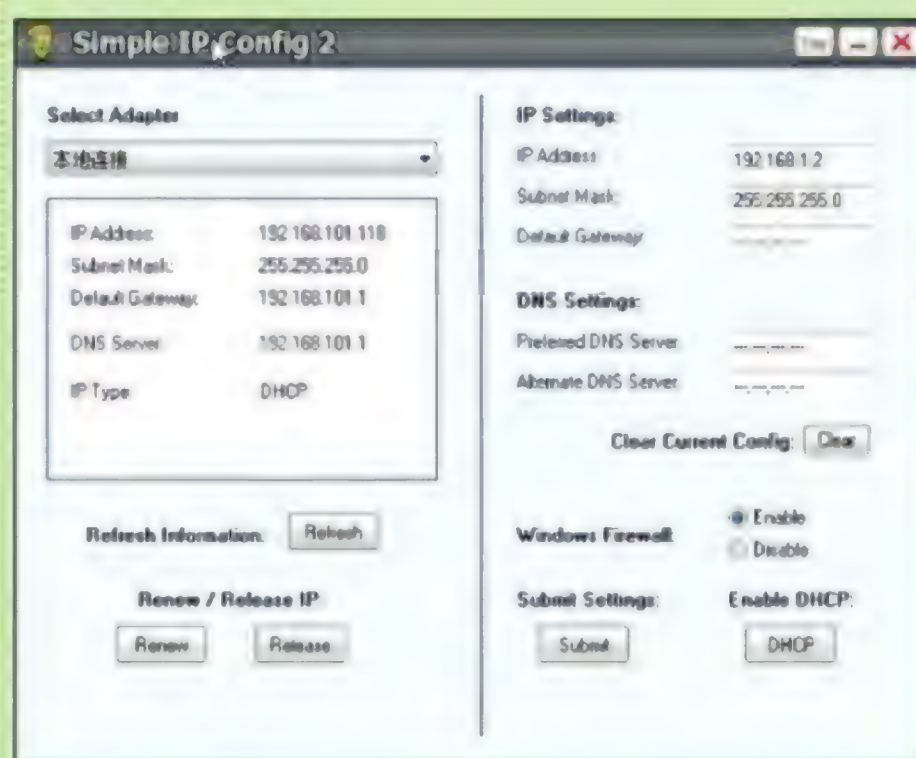 Simple IP Config 2
Select Adapter
本地连接
IP Address: 192.168.101.118
Subnet Mask: 255.255.255.0
Default Gateway: 192.168.101.1
DNS Server: 192.168.101.1
IP Type: DHCP
Refresh Information: Refresh
Renew / Release IP
Renew Release
IP Settings:
IP Address: 192.168.1.2
Subnet Mask: 255.255.255.0
Default Gateway:
DNS Settings:
Preferred DNS Server
Alternate DNS Server
Clear Current Config: Clear
Windows Firewall: Enable
Disable
Submit Settings: Enable DHCP:
Submit DHCP